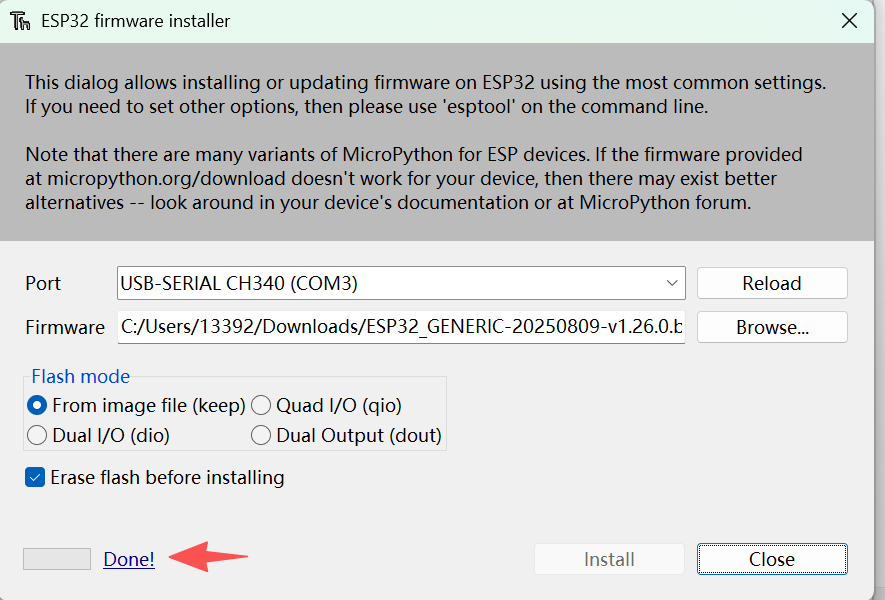 ESP32 firmware installer
This dialog allows installing or updating firmware on ESP32 using the most common settings.
If you need to set other options, then please use 'esptool' on the command line.
Note that there are many variants of MicroPython for ESP devices. If the firmware provided
at micropython.org/download doesn't work for your device, then there may exist better
alternatives -- look around in your device's documentation or at MicroPython forum.
Port USB-SERIAL CH340 (COM3) Reload
Firmware C:/Users/13392/Downloads/ESP32_GENERIC-20250809-v1.26.0.b Browse...
Flash mode
From image file (keep) Quad I/O (qio)
Dual I/O (dio) Dual Output (dout)
Erase flash before installing
Done! Install Close